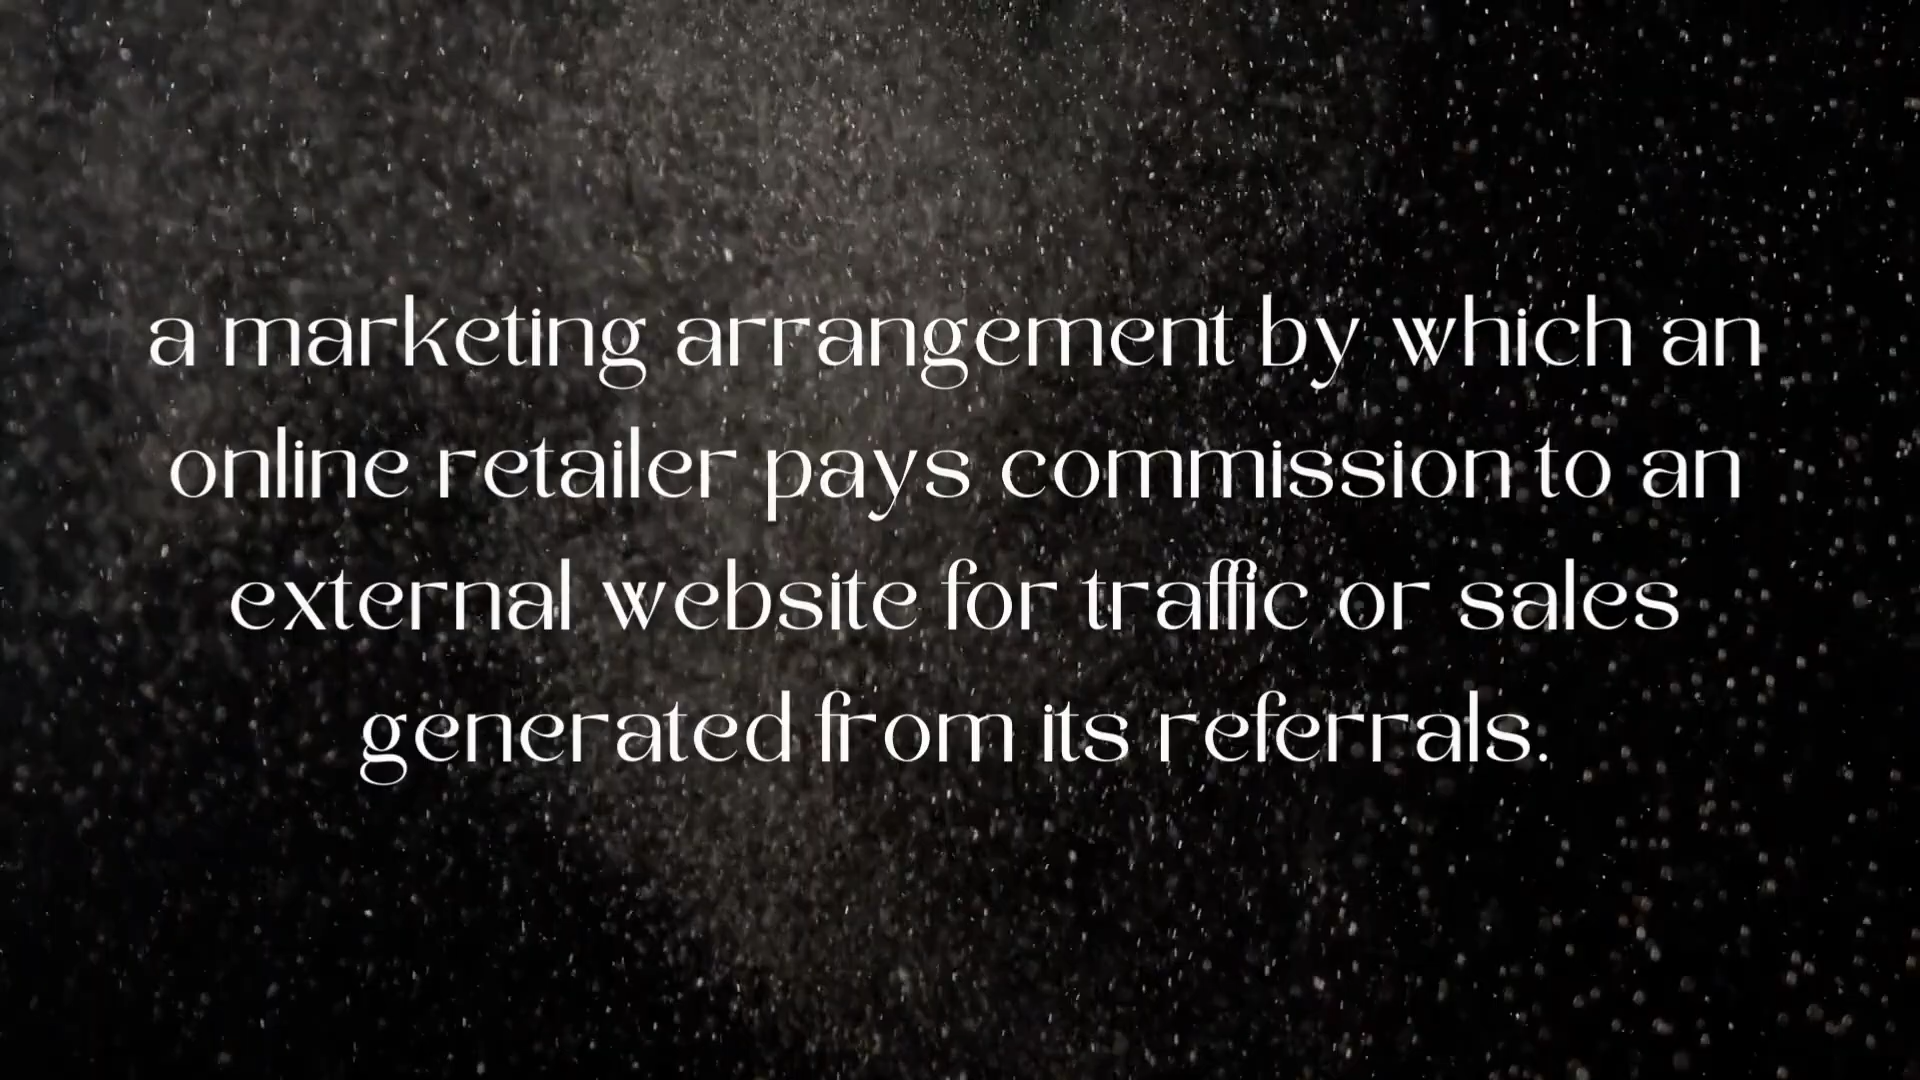 a marketing arrangement by which an
online retailer pays commission to an
external website for traffic or sales
generated from its referrals.